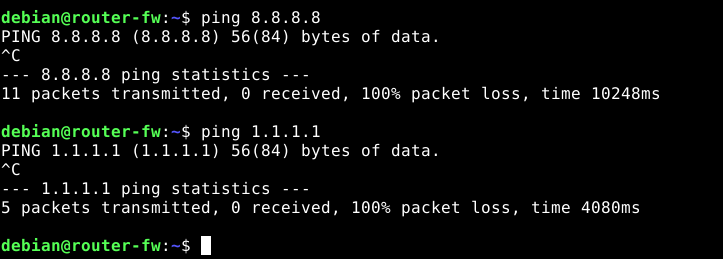 debian@router-fw:~$ ping 8.8.8.8
PING 8.8.8.8 (8.8.8.8) 56(84) bytes of data.
^C
--- 8.8.8.8 ping statistics ---
11 packets transmitted, 0 received, 100% packet loss, time 10248ms
debian@router-fw:~$ ping 1.1.1.1
PING 1.1.1.1 (1.1.1.1) 56(84) bytes of data.
^C
--- 1.1.1.1 ping statistics ---
5 packets transmitted, 0 received, 100% packet loss, time 4080ms
debian@router-fw:~$